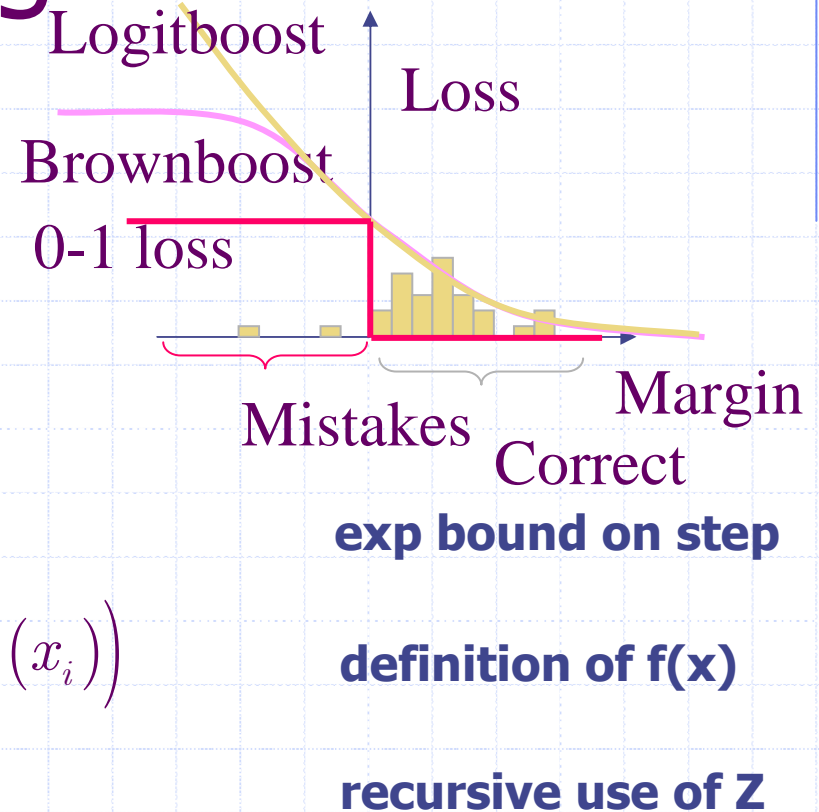 Logitboost
Loss
Brownboost
0-1 loss
Margin
Mistakes
Correct
exp bound on step
(x_i))
definition of f(x)
recursive use of Z